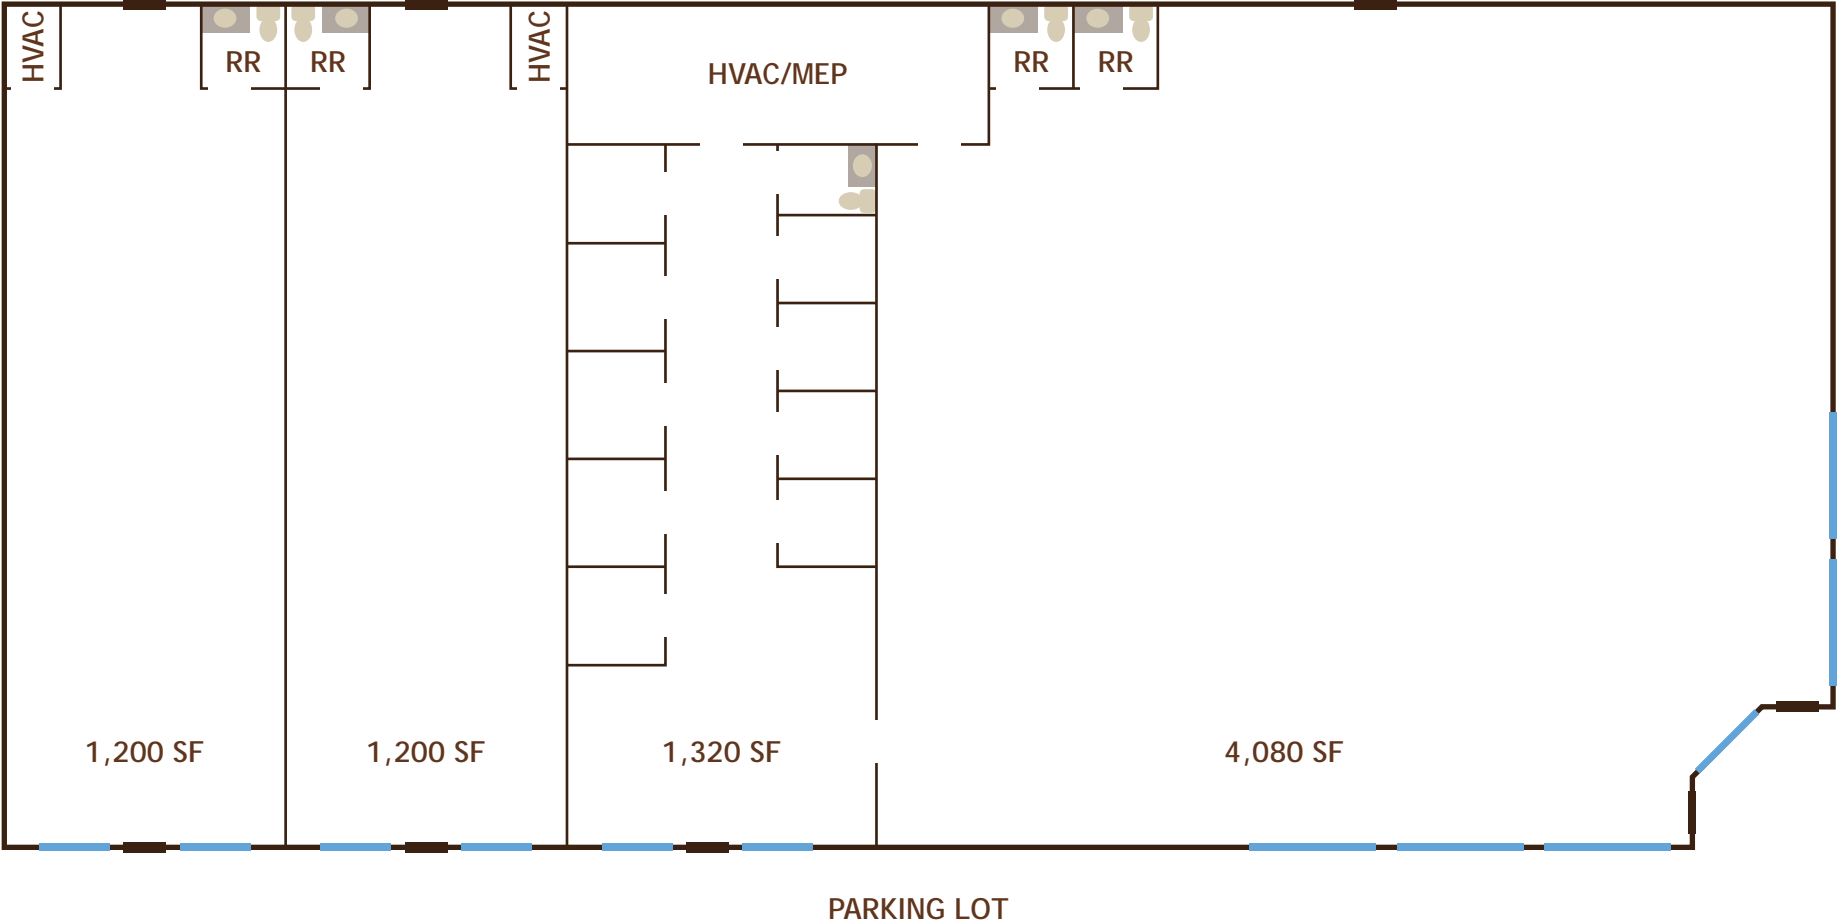 HVAC
RR
RR
HVAC
HVAC/MEP
RR
RR
1,200 SF
1,200 SF
1,320 SF
4,080 SF
PARKING LOT